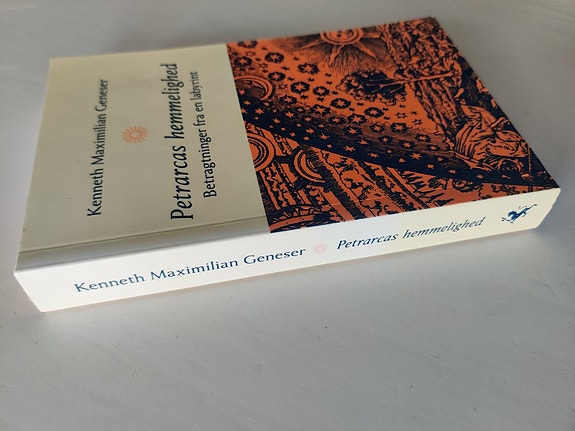 Kenneth Maximilian Geneser
Petrarcas hemmelighed
Betragtninger fra en labyrint
Kenneth Maximilian Geneser Petrarcas hemmelighed